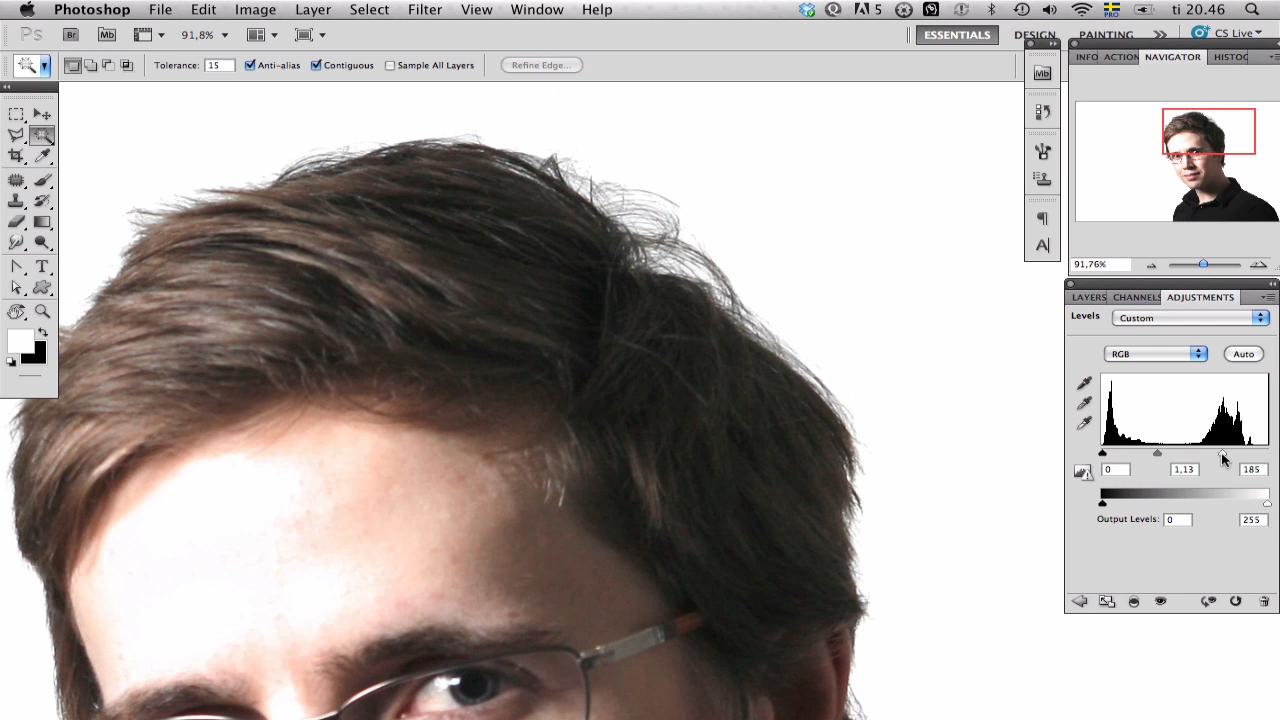 Photoshop File Edit Image Layer Select Filter View Window Help 5 PRO ti 20.46
Ps Br Mb 91,8% ESSENTIALS DESIGN PAINTING CS Live
Tolerance: 15 Anti-alias Contiguous Sample All Layers Refine Edge...
INFO ACTION NAVIGATOR HISTOG
Mb
91,76%
LAYERS CHANNELS ADJUSTMENTS
Levels Custom
RGB Auto
0 1,13 185
Output Levels: 0 255
T
A